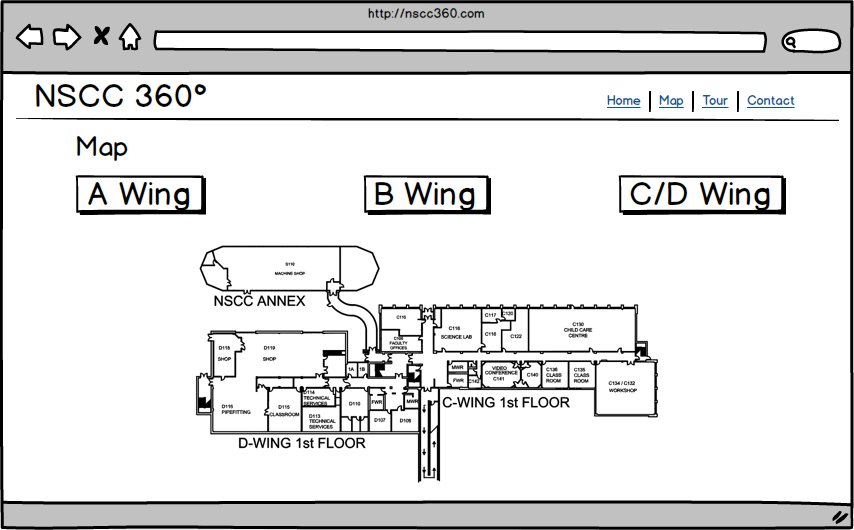 http://nscc360.com
NSCC 360°
Home | Map | Tour | Contact
Map
A Wing
B Wing
C/D Wing
MACHINE SHOP
NSCC ANNEX
C116
C118
SCIENCE LAB
C117
C120
C122
C130
CHILD CARE
CENTRE
FACULTY
OFFICES
D118
SHOP
D119
SHOP
1A
1B
MWR
FWR
C142
VIDEO
CONFERENCE
C141
C140
C136
CLASS
ROOM
C135
CLASS
ROOM
C134 / C132
WORKSHOP
D116
PIPEFITTING
D115
CLASSROOM
D114
TECHNICAL
SERVICES
D113
TECHNICAL
SERVICES
D110
FWR
MWR
D107
C-WING 1st FLOOR
D-WING 1st FLOOR